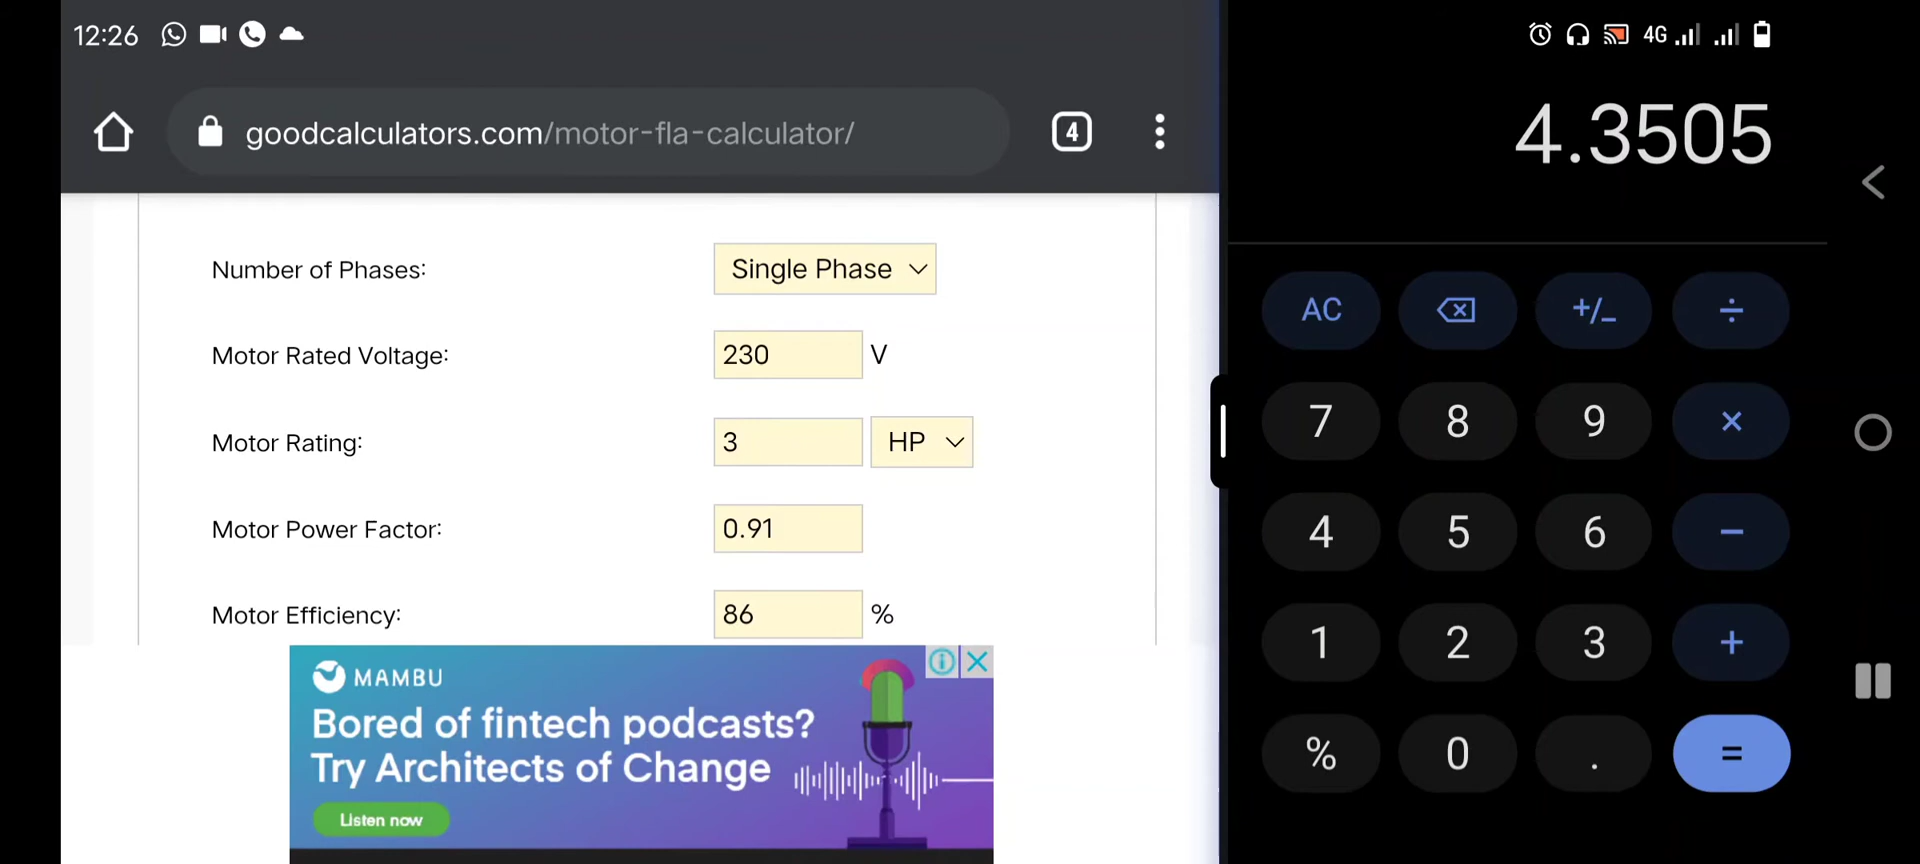 12:26
4G
goodcalculators.com/motor-fla-calculator/
4
Number of Phases:
Single Phase
Motor Rated Voltage:
230
V
Motor Rating:
3
HP
Motor Power Factor:
0.91
Motor Efficiency:
86
%
MAMBU
Bored of fintech podcasts?
Try Architects of Change
Listen now
4.3505
AC
+/_
÷
7
8
9
×
4
5
6
−
1
2
3
+
%
0
.
=